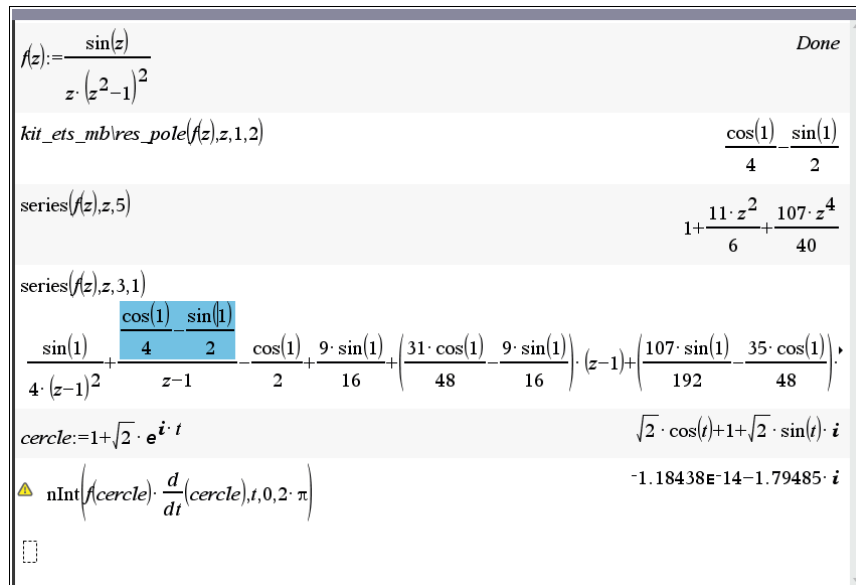 f(z):=sin(z)/(z·(z²−1)²)
Done
kit_ets_mb\res_pole(f(z),z,1,2)
cos(1)/4−sin(1)/2
series(f(z),z,5)
1+11·z²/6+107·z⁴/40
series(f(z),z,3,1)
sin(1)/(4·(z−1)²)+(cos(1)/4−sin(1)/2)/(z−1)−cos(1)/2+9·sin(1)/16+(31·cos(1)/48−9·sin(1)/16)·(z−1)+(107·sin(1)/192−35·cos(1)/48)·
cercle:=1+√2·e^(i·t)
√2·cos(t)+1+√2·sin(t)·i
nInt(f(cercle)·d/dt(cercle),t,0,2·π)
-1.18438E-14−1.79485·i